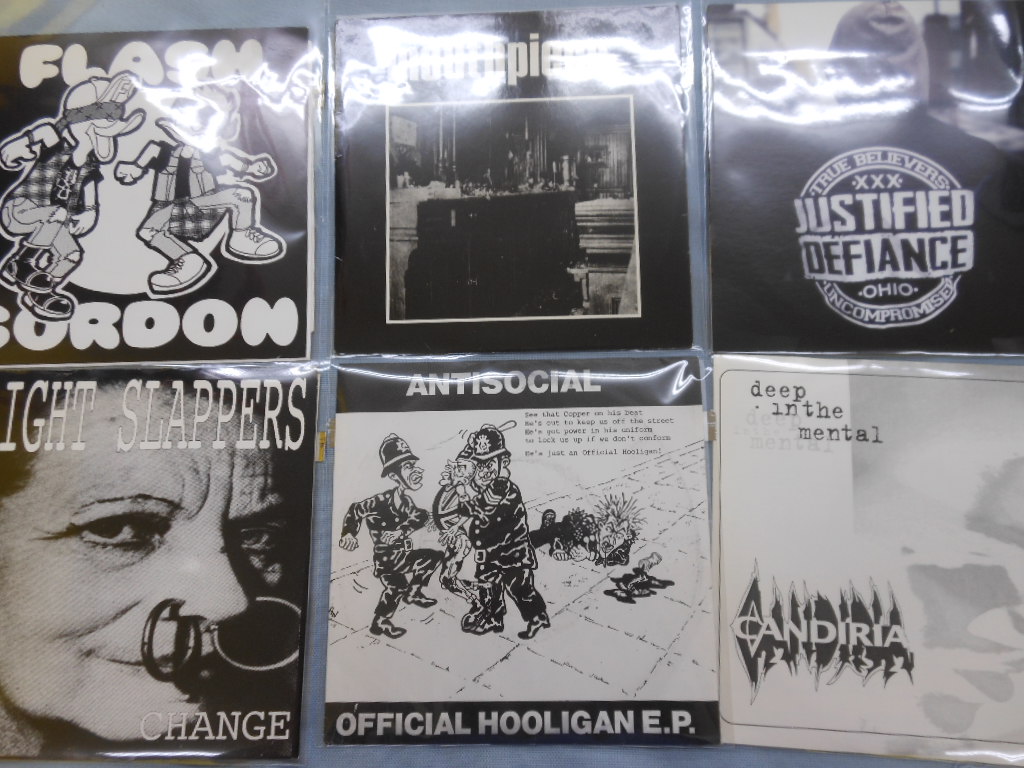 FLASH
GORDON
mouthpiece
TRUE BELIEVERS
XXX
JUSTIFIED
DEFIANCE
·OHIO·
UNCOMPROMISED
IGHT SLAPPERS
CHANGE
ANTISOCIAL
See that Copper on his beat
He's out to keep us off the street
He's got power in his uniform
to Lock us up if we don't conform
He's just an Official Hooligan!
OFFICIAL HOOLIGAN E.P.
deep
in the
mental
CANDIRIA